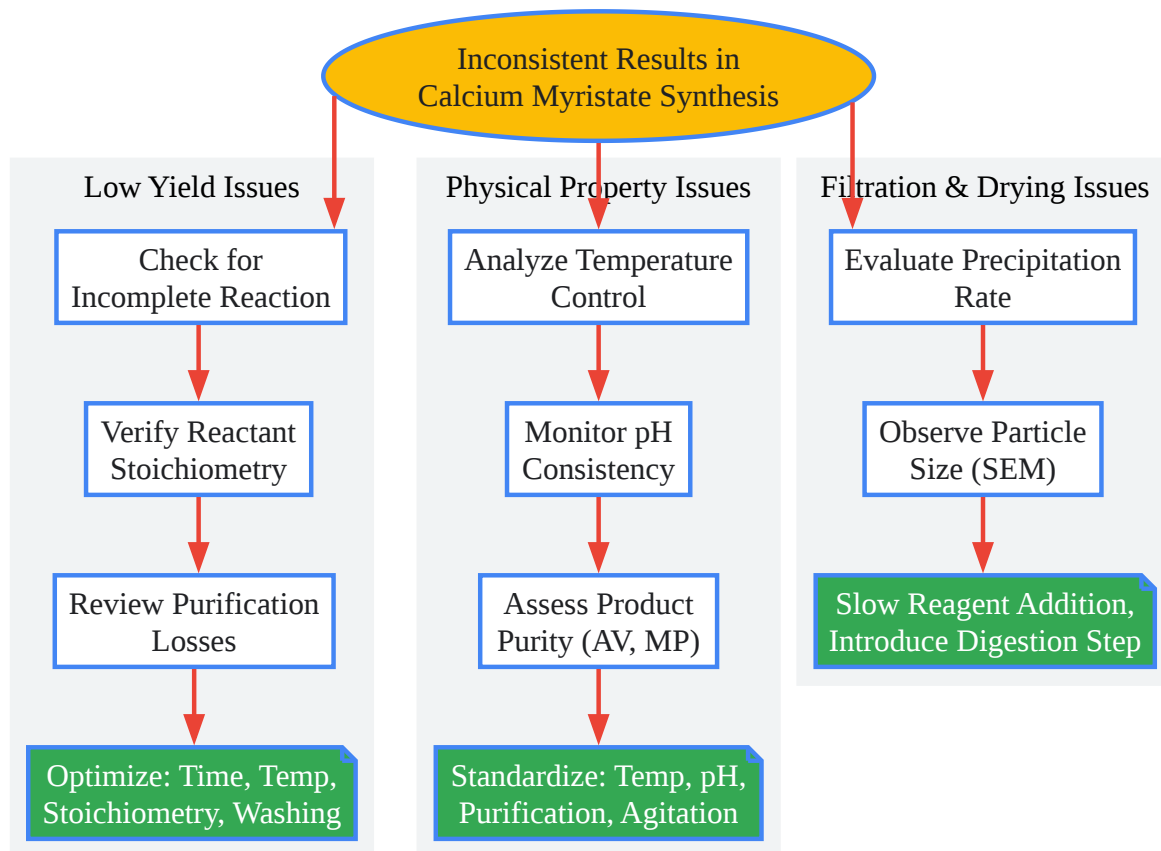 Inconsistent Results in
Calcium Myristate Synthesis
Low Yield Issues
Check for
Incomplete Reaction
Verify Reactant
Stoichiometry
Review Purification
Losses
Optimize: Time, Temp,
Stoichiometry, Washing
Physical Property Issues
Analyze Temperature
Control
Monitor pH
Consistency
Assess Product
Purity (AV, MP)
Standardize: Temp, pH,
Purification, Agitation
Filtration & Drying Issues
Evaluate Precipitation
Rate
Observe Particle
Size (SEM)
Slow Reagent Addition,
Introduce Digestion Step